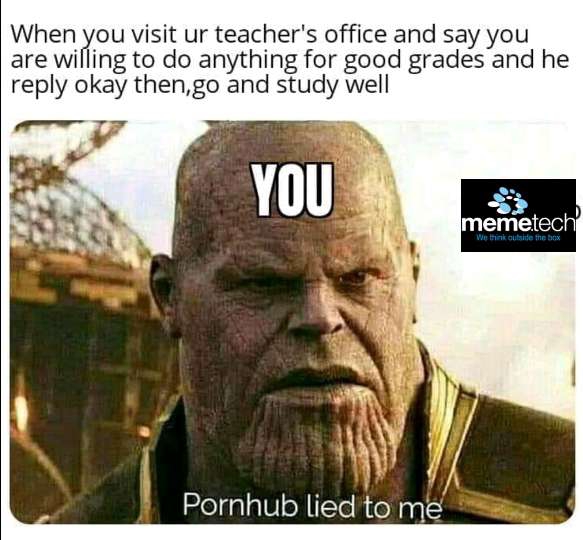 When you visit ur teacher's office and say you
are willing to do anything for good grades and he
reply okay then,go and study well
YOU
memetech
We think outside the box
Pornhub lied to me